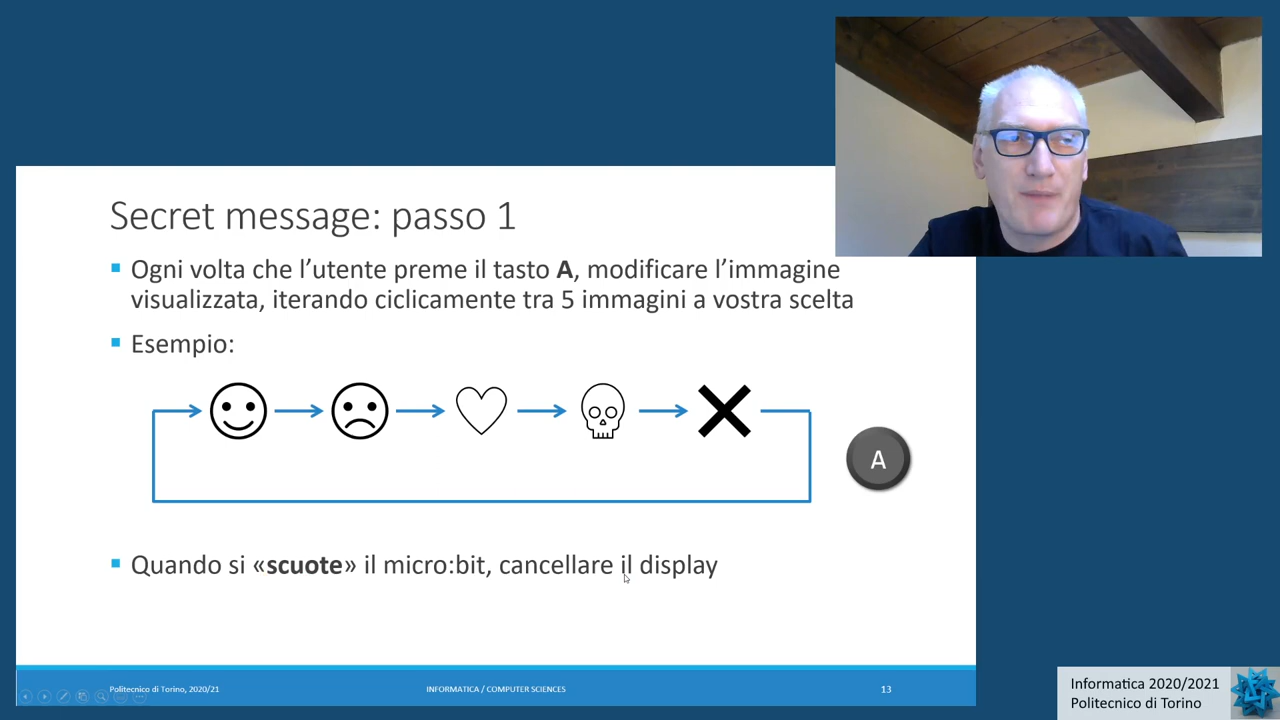 Secret message: passo 1
Ogni volta che l’utente preme il tasto A, modificare l’immagine
visualizzata, iterando ciclicamente tra 5 immagini a vostra scelta
Esempio:
A
Quando si «scuote» il micro:bit, cancellare il display
Politecnico di Torino, 2020/21
INFORMATICA / COMPUTER SCIENCES
13
Informatica 2020/2021
Politecnico di Torino